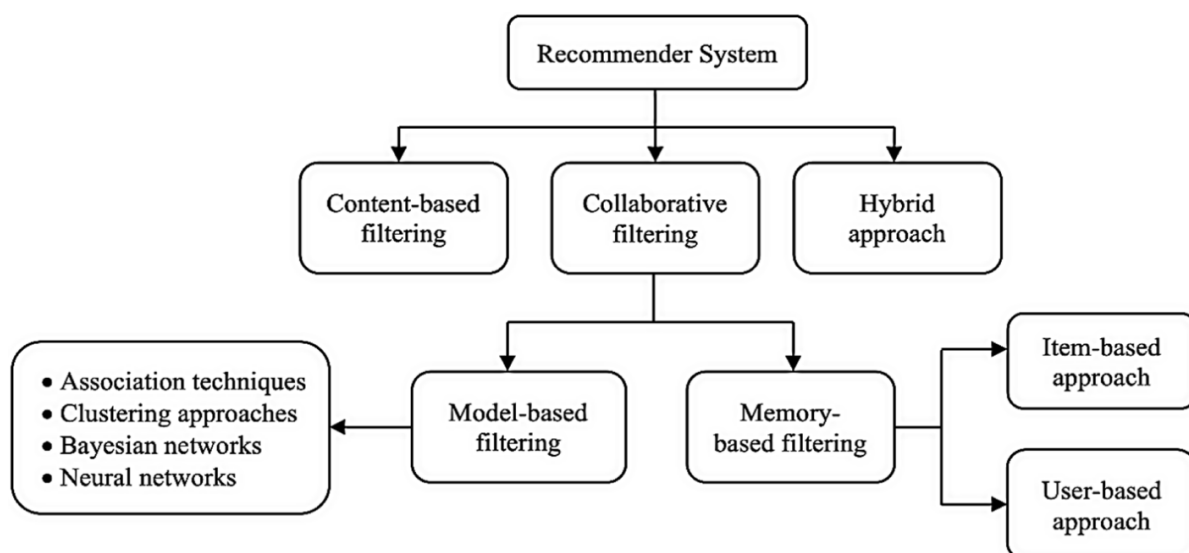 Recommender System
Content-based
filtering
Collaborative
filtering
Hybrid
approach
• Association techniques
• Clustering approaches
• Bayesian networks
• Neural networks
Model-based
filtering
Memory-
based filtering
Item-based
approach
User-based
approach